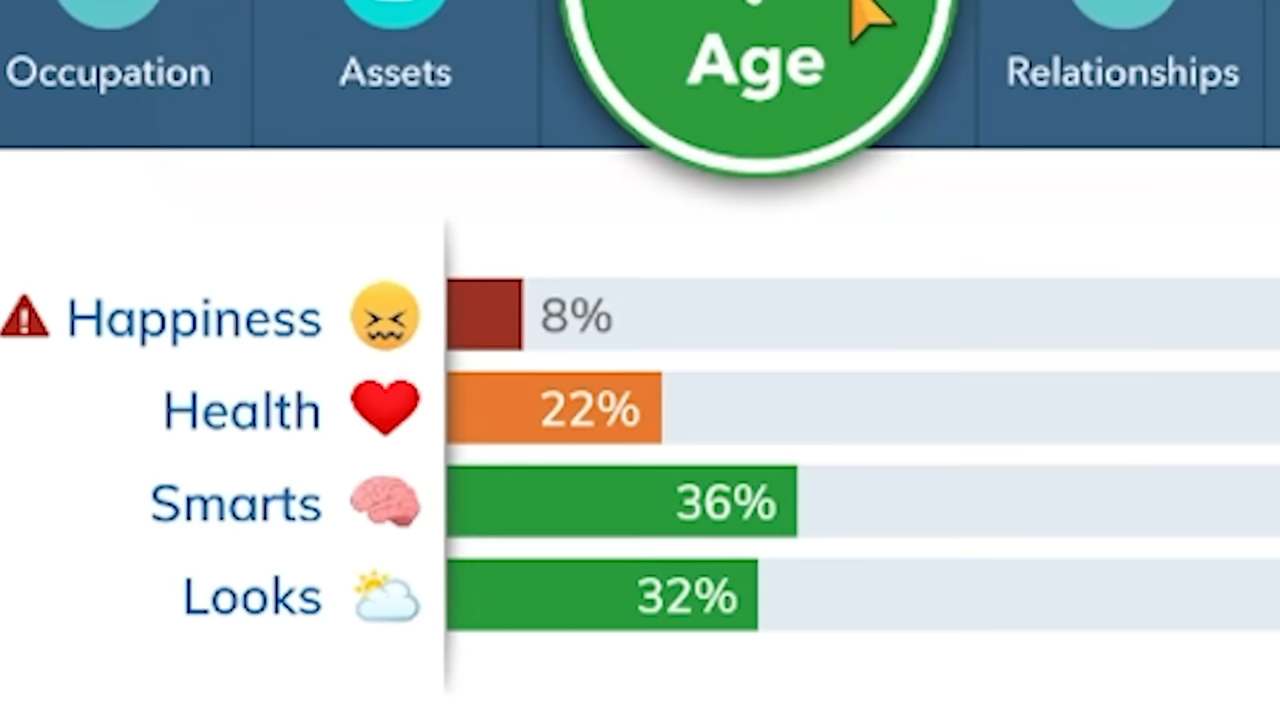 Occupation
Assets
Age
Relationships
Happiness 8%
Health 22%
Smarts 36%
Looks 32%